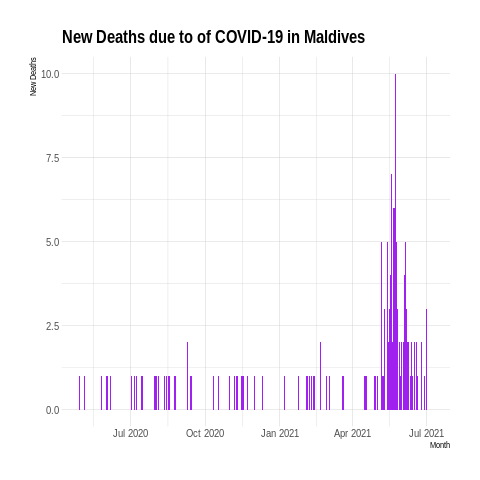 New Deaths due to of COVID-19 in Maldives
New Deaths
10.0
7.5
5.0
2.5
0.0
Jul 2020 Oct 2020 Jan 2021 Apr 2021 Jul 2021
Month